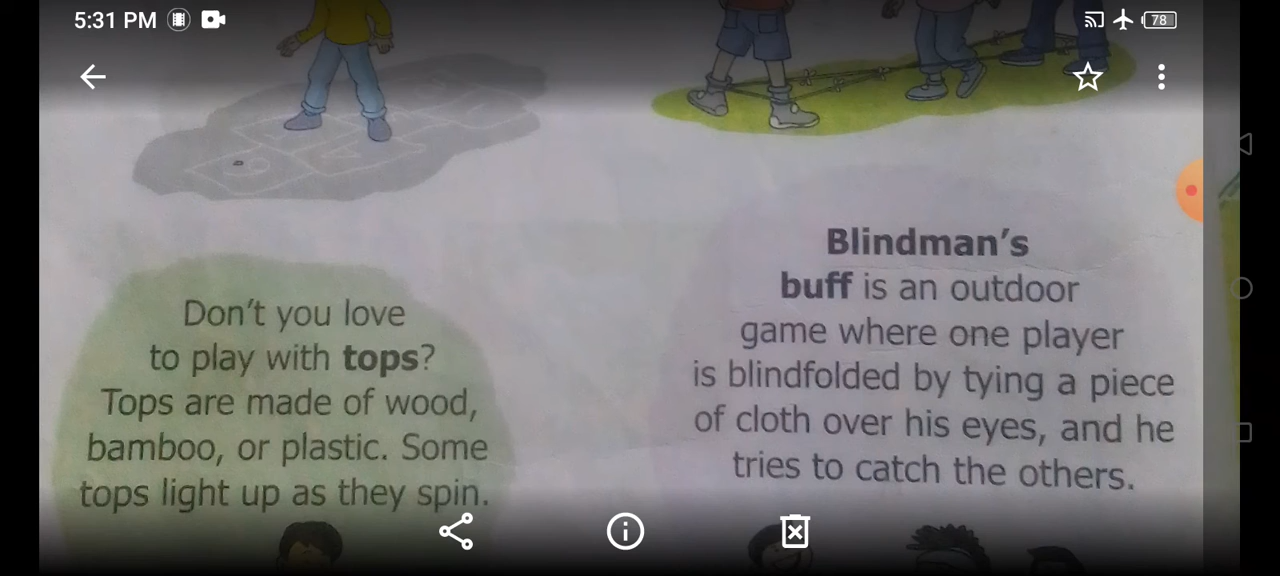 5:31 PM
78
Don't you love
to play with tops?
Tops are made of wood,
bamboo, or plastic. Some
tops light up as they spin.
Blindman's
buff is an outdoor
game where one player
is blindfolded by tying a piece
of cloth over his eyes, and he
tries to catch the others.